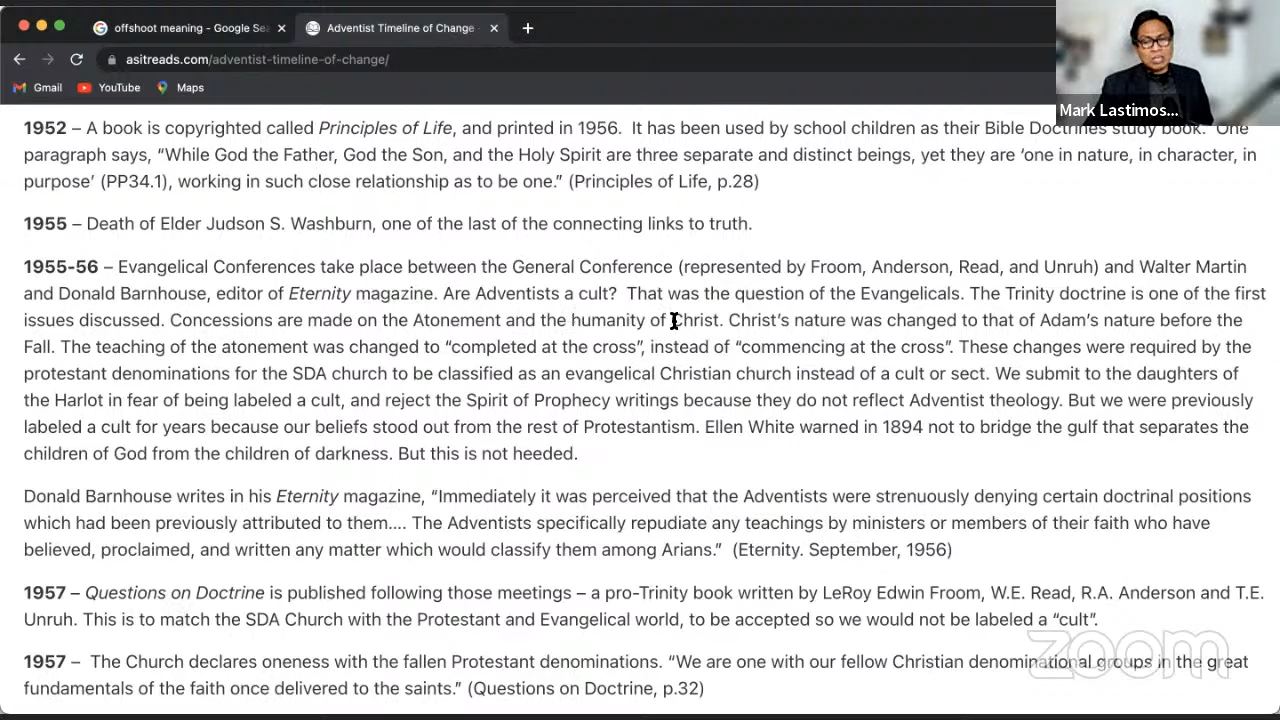 offshoot meaning - Google Se
Adventist Timeline of Change
asitreads.com/adventist-timeline-of-change/
Gmail YouTube Maps
Mark Lastimos...
1952 – A book is copyrighted called Principles of Life, and printed in 1956. It has been used by school children as their Bible Doctrines study book. One
paragraph says, “While God the Father, God the Son, and the Holy Spirit are three separate and distinct beings, yet they are ‘one in nature, in character, in
purpose’ (PP34.1), working in such close relationship as to be one.” (Principles of Life, p.28)
1955 – Death of Elder Judson S. Washburn, one of the last of the connecting links to truth.
1955-56 – Evangelical Conferences take place between the General Conference (represented by Froom, Anderson, Read, and Unruh) and Walter Martin
and Donald Barnhouse, editor of Eternity magazine. Are Adventists a cult? That was the question of the Evangelicals. The Trinity doctrine is one of the first
issues discussed. Concessions are made on the Atonement and the humanity of Christ. Christ’s nature was changed to that of Adam’s nature before the
Fall. The teaching of the atonement was changed to “completed at the cross”, instead of “commencing at the cross”. These changes were required by the
protestant denominations for the SDA church to be classified as an evangelical Christian church instead of a cult or sect. We submit to the daughters of
the Harlot in fear of being labeled a cult, and reject the Spirit of Prophecy writings because they do not reflect Adventist theology. But we were previously
labeled a cult for years because our beliefs stood out from the rest of Protestantism. Ellen White warned in 1894 not to bridge the gulf that separates the
children of God from the children of darkness. But this is not heeded.
Donald Barnhouse writes in his Eternity magazine, “Immediately it was perceived that the Adventists were strenuously denying certain doctrinal positions
which had been previously attributed to them…. The Adventists specifically repudiate any teachings by ministers or members of their faith who have
believed, proclaimed, and written any matter which would classify them among Arians.” (Eternity. September, 1956)
1957 – Questions on Doctrine is published following those meetings – a pro-Trinity book written by LeRoy Edwin Froom, W.E. Read, R.A. Anderson and T.E.
Unruh. This is to match the SDA Church with the Protestant and Evangelical world, to be accepted so we would not be labeled a “cult”.
1957 – The Church declares oneness with the fallen Protestant denominations. “We are one with our fellow Christian denominational groups in the great
fundamentals of the faith once delivered to the saints.” (Questions on Doctrine, p.32)
zoom